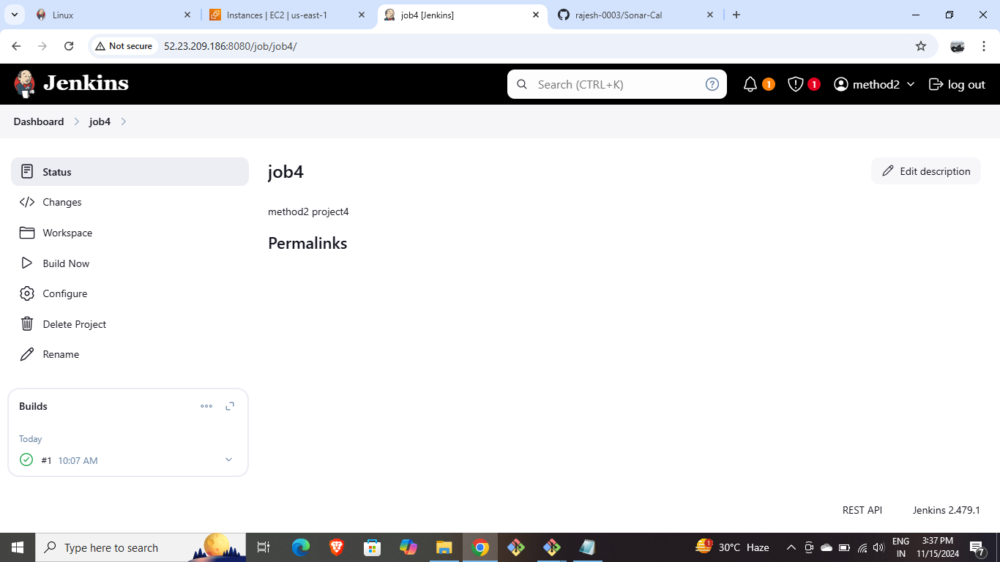 Linux
Instances | EC2 | us-east-1
job4 [Jenkins]
rajesh-0003/Sonar-Cal
Not secure
52.23.209.186:8080/job/job4/
Jenkins
Search (CTRL+K)
?
1
1
method2
log out
Dashboard
job4
Status
Changes
Workspace
Build Now
Configure
Delete Project
Rename
job4
Edit description
method2 project4
Permalinks
Builds
Today
#1 10:07 AM
REST API
Jenkins 2.479.1
Type here to search
1
30°C Haze
ENG
IN
3:37 PM
11/15/2024
7